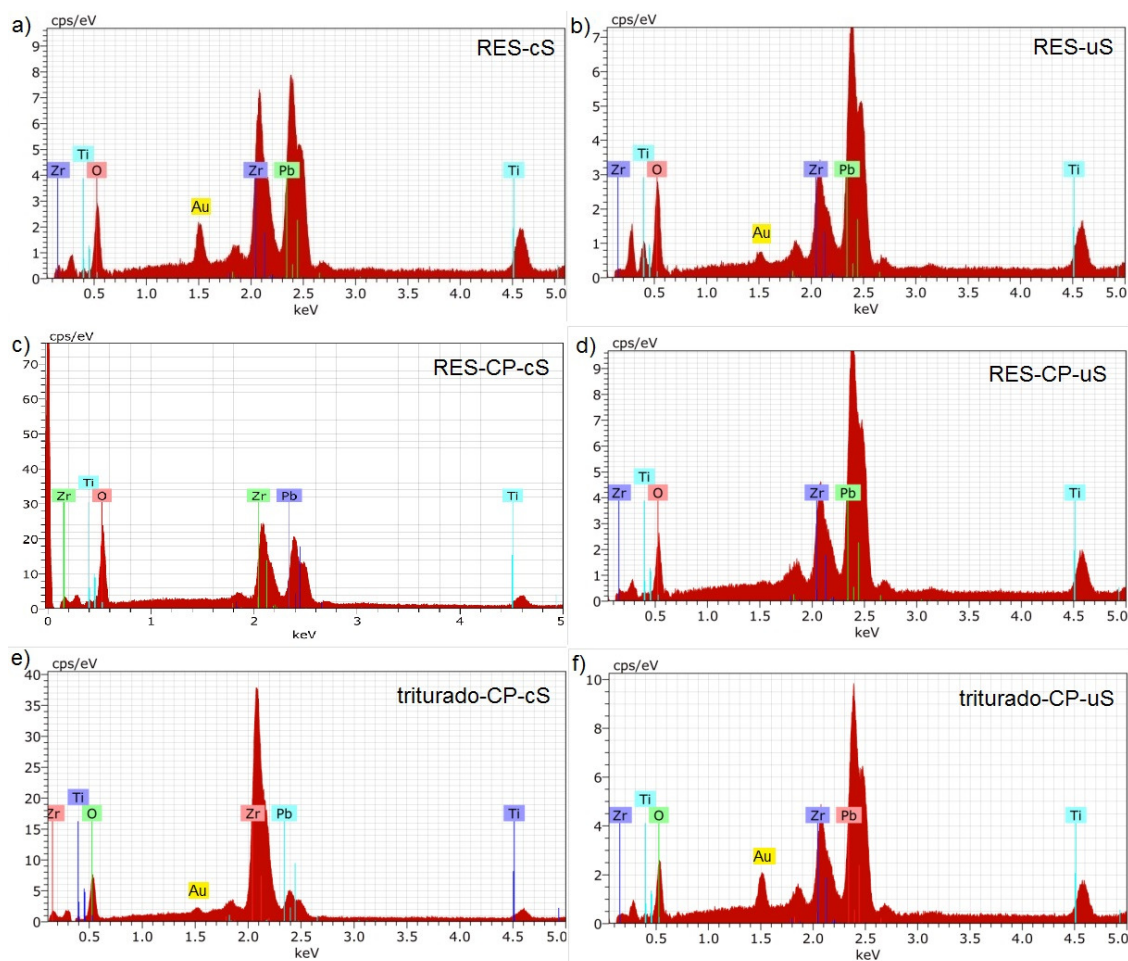 a) cps/eV RES-cS
9
8
7
6
5
4
3
2
1
0
Zr Ti O Au Zr Pb Ti
0.5 1.0 1.5 2.0 2.5 3.0 3.5 4.0 4.5 5.0
keV
b) cps/eV RES-uS
7
6
5
4
3
2
1
0
Zr Ti O Au Zr Pb Ti
0.5 1.0 1.5 2.0 2.5 3.0 3.5 4.0 4.5 5.0
keV
c) cps/eV RES-CP-cS
70
60
50
40
30
20
10
0
Zr Ti O Zr Pb Ti
0 1 2 3 4 5
keV
d) cps/eV RES-CP-uS
9
8
7
6
5
4
3
2
1
0
Zr Ti O Zr Pb Ti
0.5 1.0 1.5 2.0 2.5 3.0 3.5 4.0 4.5 5.0
keV
e) cps/eV triturado-CP-cS
40
35
30
25
20
15
10
5
0
Zr Ti O Au Zr Pb Ti
0.5 1.0 1.5 2.0 2.5 3.0 3.5 4.0 4.5 5.0
keV
f) cps/eV triturado-CP-uS
10
8
6
4
2
0
Zr Ti O Au Zr Pb Ti
0.5 1.0 1.5 2.0 2.5 3.0 3.5 4.0 4.5 5.0
keV